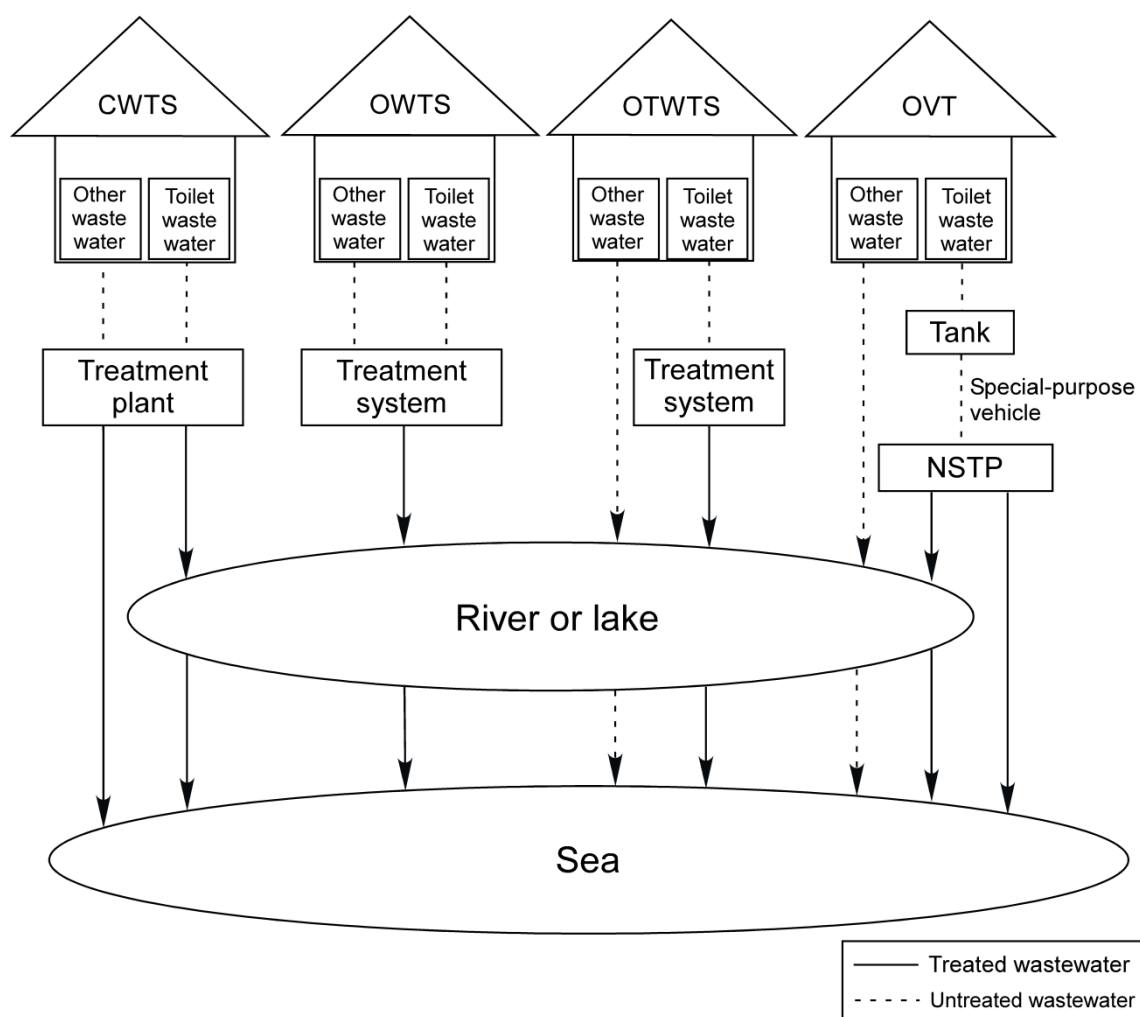 CWTS
OWTS
OTWTS
OVT
Other
waste
water
Toilet
waste
water
Other
waste
water
Toilet
waste
water
Other
waste
water
Toilet
waste
water
Other
waste
water
Toilet
waste
water
Tank
Treatment
plant
Treatment
system
Treatment
system
Special-purpose
vehicle
NSTP
River or lake
Sea
Treated wastewater
Untreated wastewater